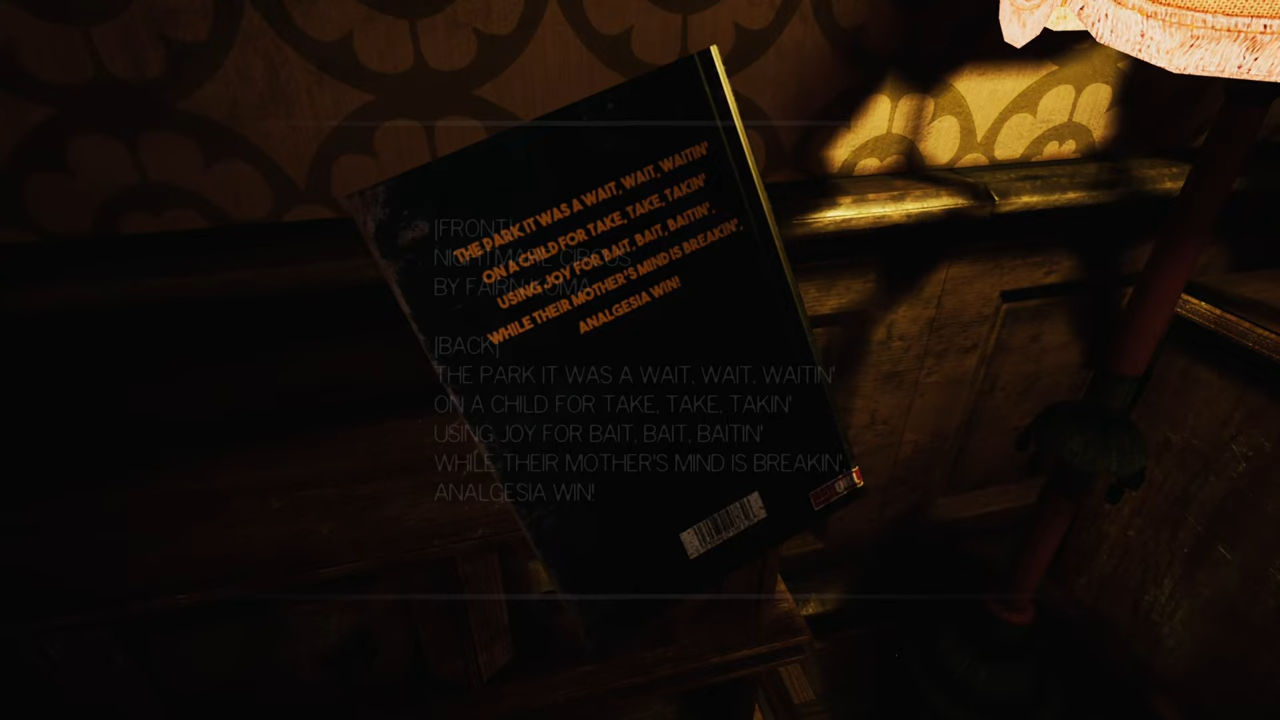 THE PARK IT WAS A WAIT, WAIT, WAITIN'
ON A CHILD FOR TAKE, TAKE, TAKIN'
USING JOY FOR BAIT, BAIT, BAITIN',
WHILE THEIR MOTHER'S MIND IS BREAKIN',
ANALGESIA WIN!
[FRONT]
NIGHTMARE CIRCUS
BY FAIRN
[BACK]
THE PARK IT WAS A WAIT, WAIT, WAITIN'
ON A CHILD FOR TAKE, TAKE, TAKIN'
USING JOY FOR BAIT, BAIT, BAITIN'
WHILE THEIR MOTHER'S MIND IS BREAKIN',
ANALGESIA WIN!